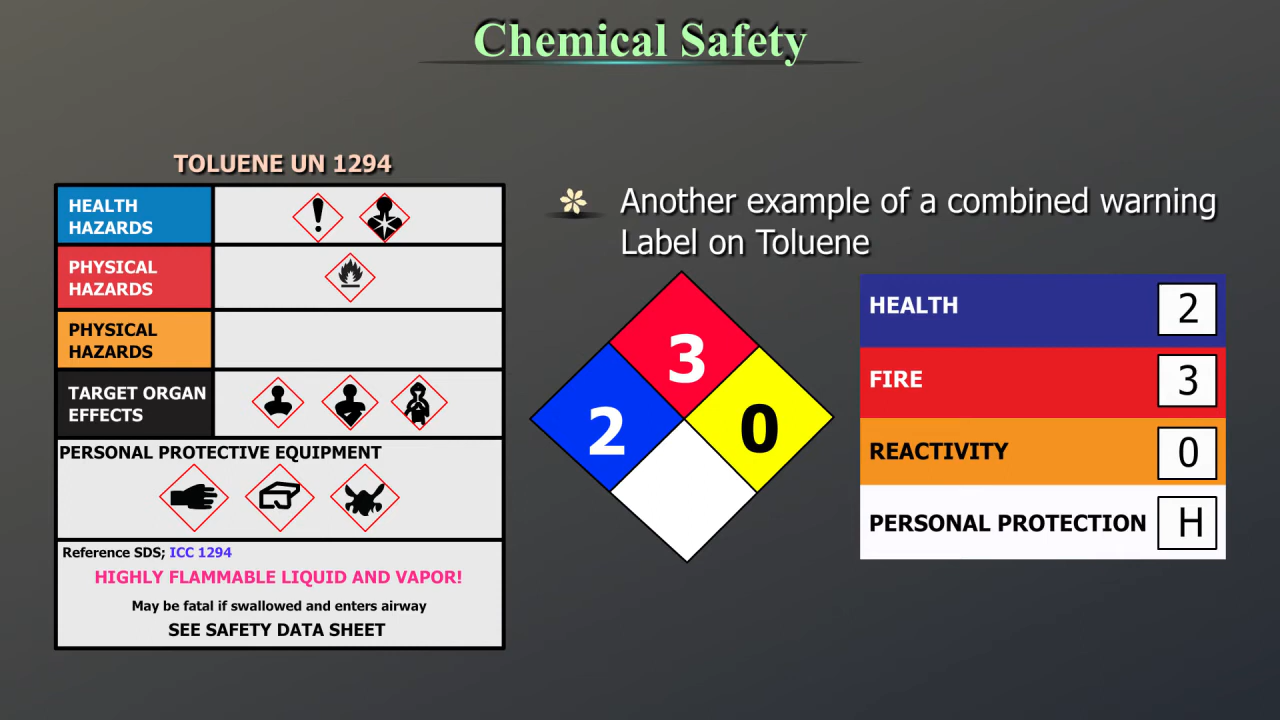 Chemical Safety
TOLUENE UN 1294
HEALTH
HAZARDS
PHYSICAL
HAZARDS
PHYSICAL
HAZARDS
TARGET ORGAN
EFFECTS
PERSONAL PROTECTIVE EQUIPMENT
Reference SDS; ICC 1294
HIGHLY FLAMMABLE LIQUID AND VAPOR!
May be fatal if swallowed and enters airway
SEE SAFETY DATA SHEET
Another example of a combined warning
Label on Toluene
3
2
0
HEALTH 2
FIRE 3
REACTIVITY 0
PERSONAL PROTECTION H